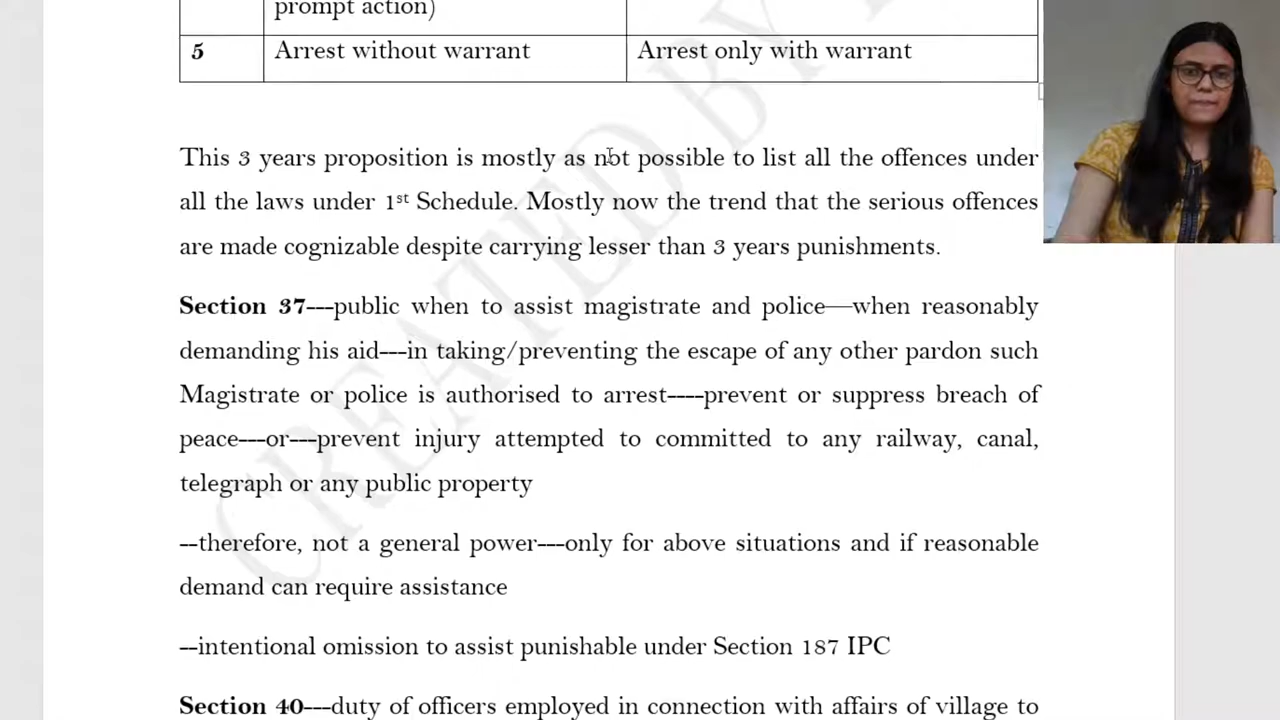 prompt action)
5 Arrest without warrant Arrest only with warrant
This 3 years proposition is mostly as not possible to list all the offences under
all the laws under 1st Schedule. Mostly now the trend that the serious offences
are made cognizable despite carrying lesser than 3 years punishments.
Section 37---public when to assist magistrate and police—when reasonably
demanding his aid---in taking/preventing the escape of any other pardon such
Magistrate or police is authorised to arrest----prevent or suppress breach of
peace---or---prevent injury attempted to committed to any railway, canal,
telegraph or any public property
--therefore, not a general power---only for above situations and if reasonable
demand can require assistance
--intentional omission to assist punishable under Section 187 IPC
Section 40---duty of officers employed in connection with affairs of village to
CREATED BY